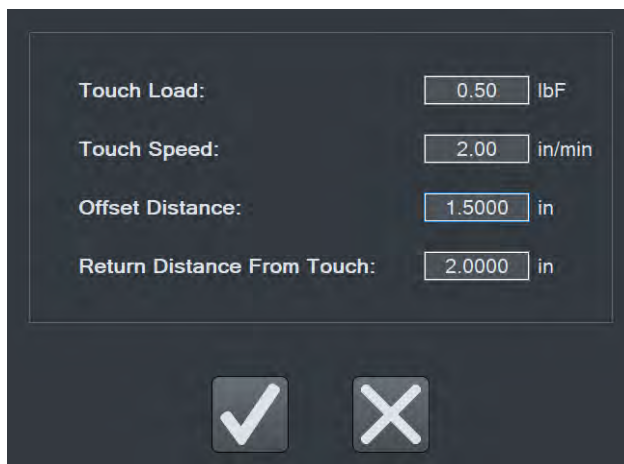 Touch Load: 0.50 lbF
Touch Speed: 2.00 in/min
Offset Distance: 1.5000 in
Return Distance From Touch: 2.0000 in